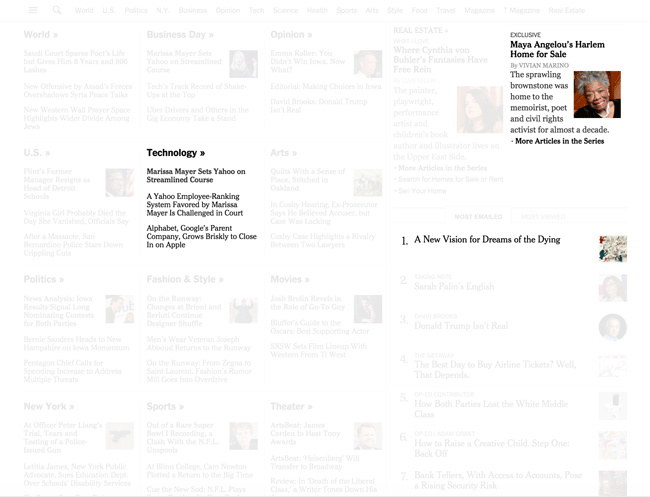 World U.S. Politics N.Y. Business Opinion Tech Science Health Sports Arts Style Food Travel Magazine T Magazine Real Estate
World »
Saudi Court Spares Poet's Life
but Gives Him 8 Years and 800
Lashes
New Offensive by Assad's Forces
Overshadows Syria Peace Talks
New Western Wall Prayer Space
Highlights Wider Divide Among
Jews
Business Day »
Marissa Mayer Sets
Yahoo on Streamlined
Course
Tech's Track Record of Shake-
Ups at the Top
Uber Drivers and Others in the
Gig Economy Take a Stand
Opinion »
Emma Roller: You
Didn't Win Iowa. Now
What?
Editorial: Making Choices in Iowa
David Brooks: Donald Trump
Isn't Real
REAL ESTATE »
Where Cynthia von
Buhler's Fantasies Have
Free Rein
The painter,
playwright,
performance
artist and
children's book
author and illustrator lives on
the Upper East Side.
• More Articles in the Series
• Search for Homes for Sale or Rent
• Sell Your Home
EXCLUSIVE
Maya Angelou's Harlem
Home for Sale
By VIVIAN MARINO
The sprawling
brownstone was
home to the
memoirist, poet
and civil rights
activist for almost a decade.
• More Articles in the Series
U.S. »
Flint's Former
Manager Resigns as
Head of Detroit
Schools
Virginia Girl Probably Died the
Day She Vanished, Officials Say
After a Massacre, San
Bernardino Police Stare Down
Crippling Cuts
Technology »
Marissa Mayer Sets Yahoo on
Streamlined Course
A Yahoo Employee-Ranking
System Favored by Marissa
Mayer Is Challenged in Court
Alphabet, Google's Parent
Company, Grows Briskly to Close
In on Apple
Arts »
Quilts With a Sense of
Place, Stitched in
Oakland
In Cosby Hearing, Ex-Prosecutor
Says He Believed Accuser, but
Case Was Lacking
Cosby Case Highlights a Rivalry
Between Two Lawyers
MOST EMAILED
MOST VIEWED
1. A New Vision for Dreams of the Dying
2.
Sarah Palin's English
3. DAVID BROOKS
Donald Trump Isn't Real
4. THE GETAWAY
The Best Day to Buy Airline Tickets? Well,
That Depends.
5. OP-ED CONTRIBUTOR
How Both Parties Lost the White Middle
Class
6.
How to Raise a Creative Child. Step One:
Back Off
7. Bank Tellers, With Access to Accounts, Pose
a Rising Security Risk
Politics »
News Analysis: Iowa
Results Signal Long
Nominating Contests
for Both Parties
Bernie Sanders Heads to New
Hampshire on Iowa Momentum
Pentagon Chief Calls for
Spending Increase to Address
Multiple Threats
Fashion & Style »
On the Runway:
Changes at Brioni and
Berluti Continue
Designer Shuffle
Men's Wear Veteran Joseph
Abboud Returns to the Runway
On the Runway: From Zegna to
Saint Laurent, Fashion's Rumor
Mill Goes Into Overdrive
Movies »
Josh Brolin Revels in
the Role of Go-To Guy
Bluffer's Guide to the
Oscars: Best Supporting Actor
SXSW Sets Film Lineup With
Western From Ti West
New York »
At Officer Peter Liang's
Trial, Tears and
Testing of a Police-
Issued Gun
Letitia James, New York Public
Advocate, Sues Education Dept.
Over Schools' Disability Services
Sports »
Out of a Rare Super
Bowl I Recording, a
Clash With the N.F.L.
Unspools
At Blinn College, Cam Newton
Plotted a Return to the Big Time
Cue the New Sod: N.F.L. Plays
Theater »
ArtsBeat: James
Corden to Host Tony
Awards
ArtsBeat: 'Heisenberg' Will
Transfer to Broadway
Review: In 'Death of the Liberal
Class,' a Writer Tones Down His